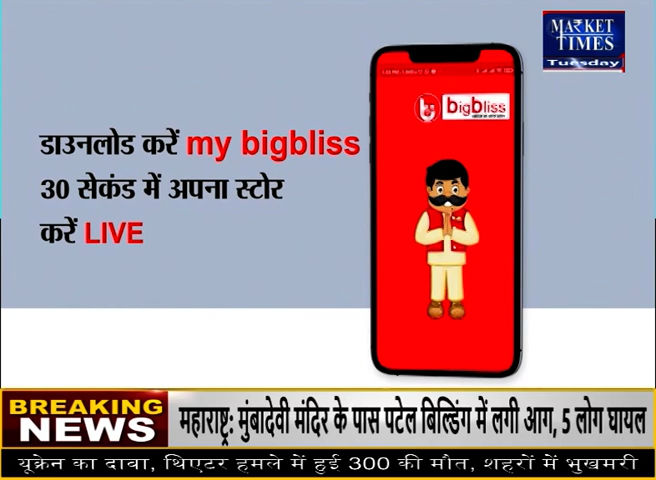 MARKET
TIMES
Tuesday
bigbliss
डाउनलोड करें my bigbliss
30 सेकंड में अपना स्टोर
करें LIVE
BREAKING
NEWS
महाराष्ट्र: मुंबादेवी मंदिर के पास पटेल बिल्डिंग में लगी आग, 5 लोग घायल
यूक्रेन का दावा, थिएटर हमले में हुई 300 की मौत, शहरों में भुखमरी